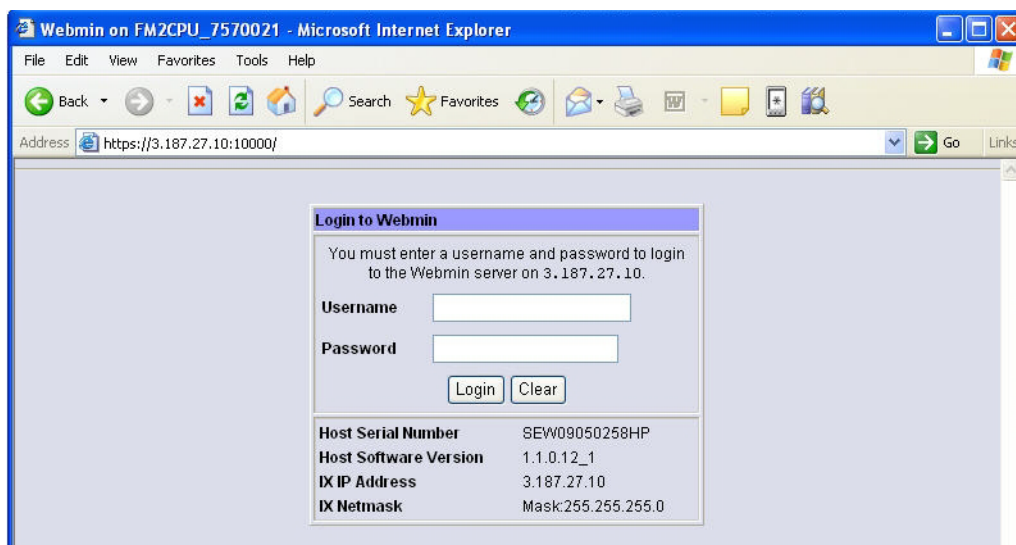 Webmin on FM2CPU_7570021 - Microsoft Internet Explorer
File Edit View Favorites Tools Help
Back Search Favorites
Address https://3.187.27.10:10000/ Go Links
Login to Webmin
You must enter a username and password to login
to the Webmin server on 3.187.27.10.
Username
Password
Login Clear
Host Serial Number SEW09050258HP
Host Software Version 1.1.0.12_1
IX IP Address 3.187.27.10
IX Netmask Mask:255.255.255.0